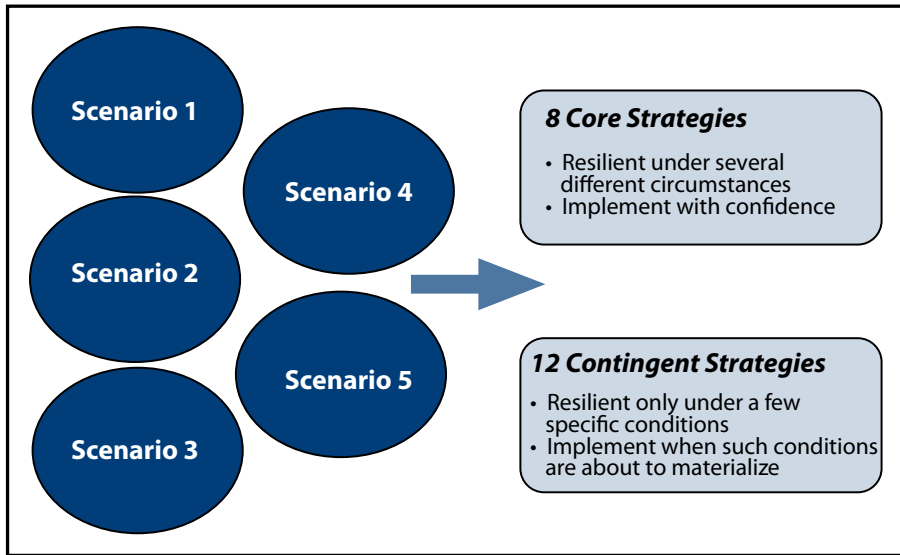 Scenario 1
Scenario 2
Scenario 3
Scenario 4
Scenario 5
8 Core Strategies
• Resilient under several
different circumstances
• Implement with confidence
12 Contingent Strategies
• Resilient only under a few
specific conditions
• Implement when such conditions
are about to materialize